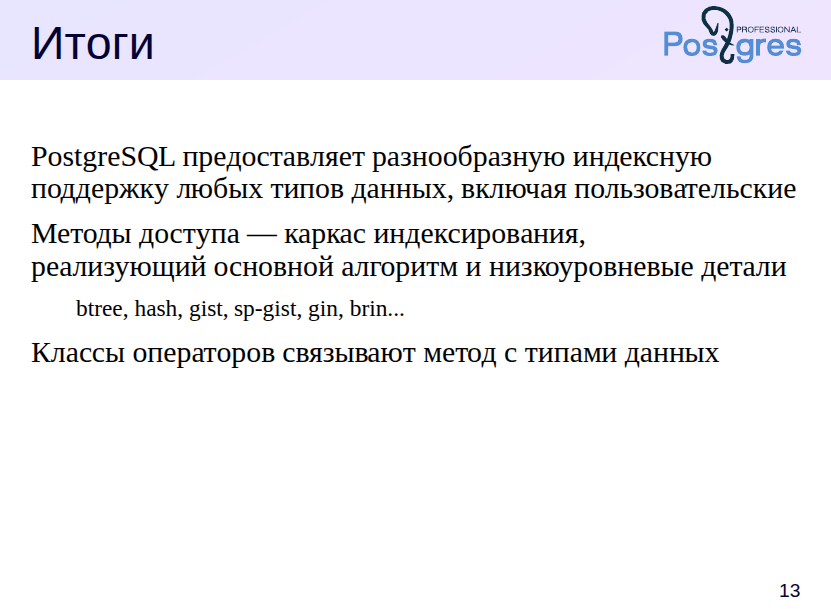 Итоги
PROFESSIONAL
Postgres
PostgreSQL предоставляет разнообразную индексную
поддержку любых типов данных, включая пользовательские
Методы доступа — каркас индексирования,
реализующий основной алгоритм и низкоуровневые детали
btree, hash, gist, sp-gist, gin, brin...
Классы операторов связывают метод с типами данных
13